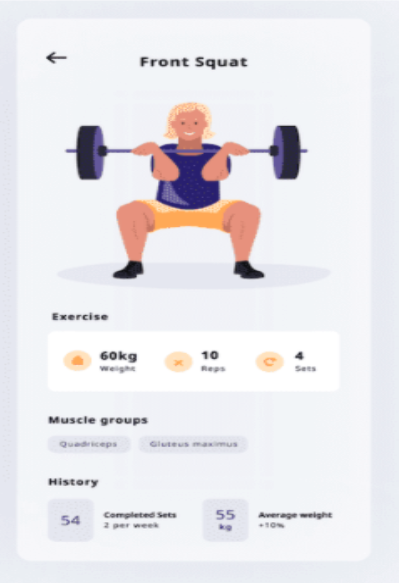 Front Squat
Exercise
60kg
Weight
10
Reps
4
Sets
Muscle groups
Quadriceps
Gluteus maximus
History
54
Completed Sets
2 per week
55
kg
Average weight
+10%